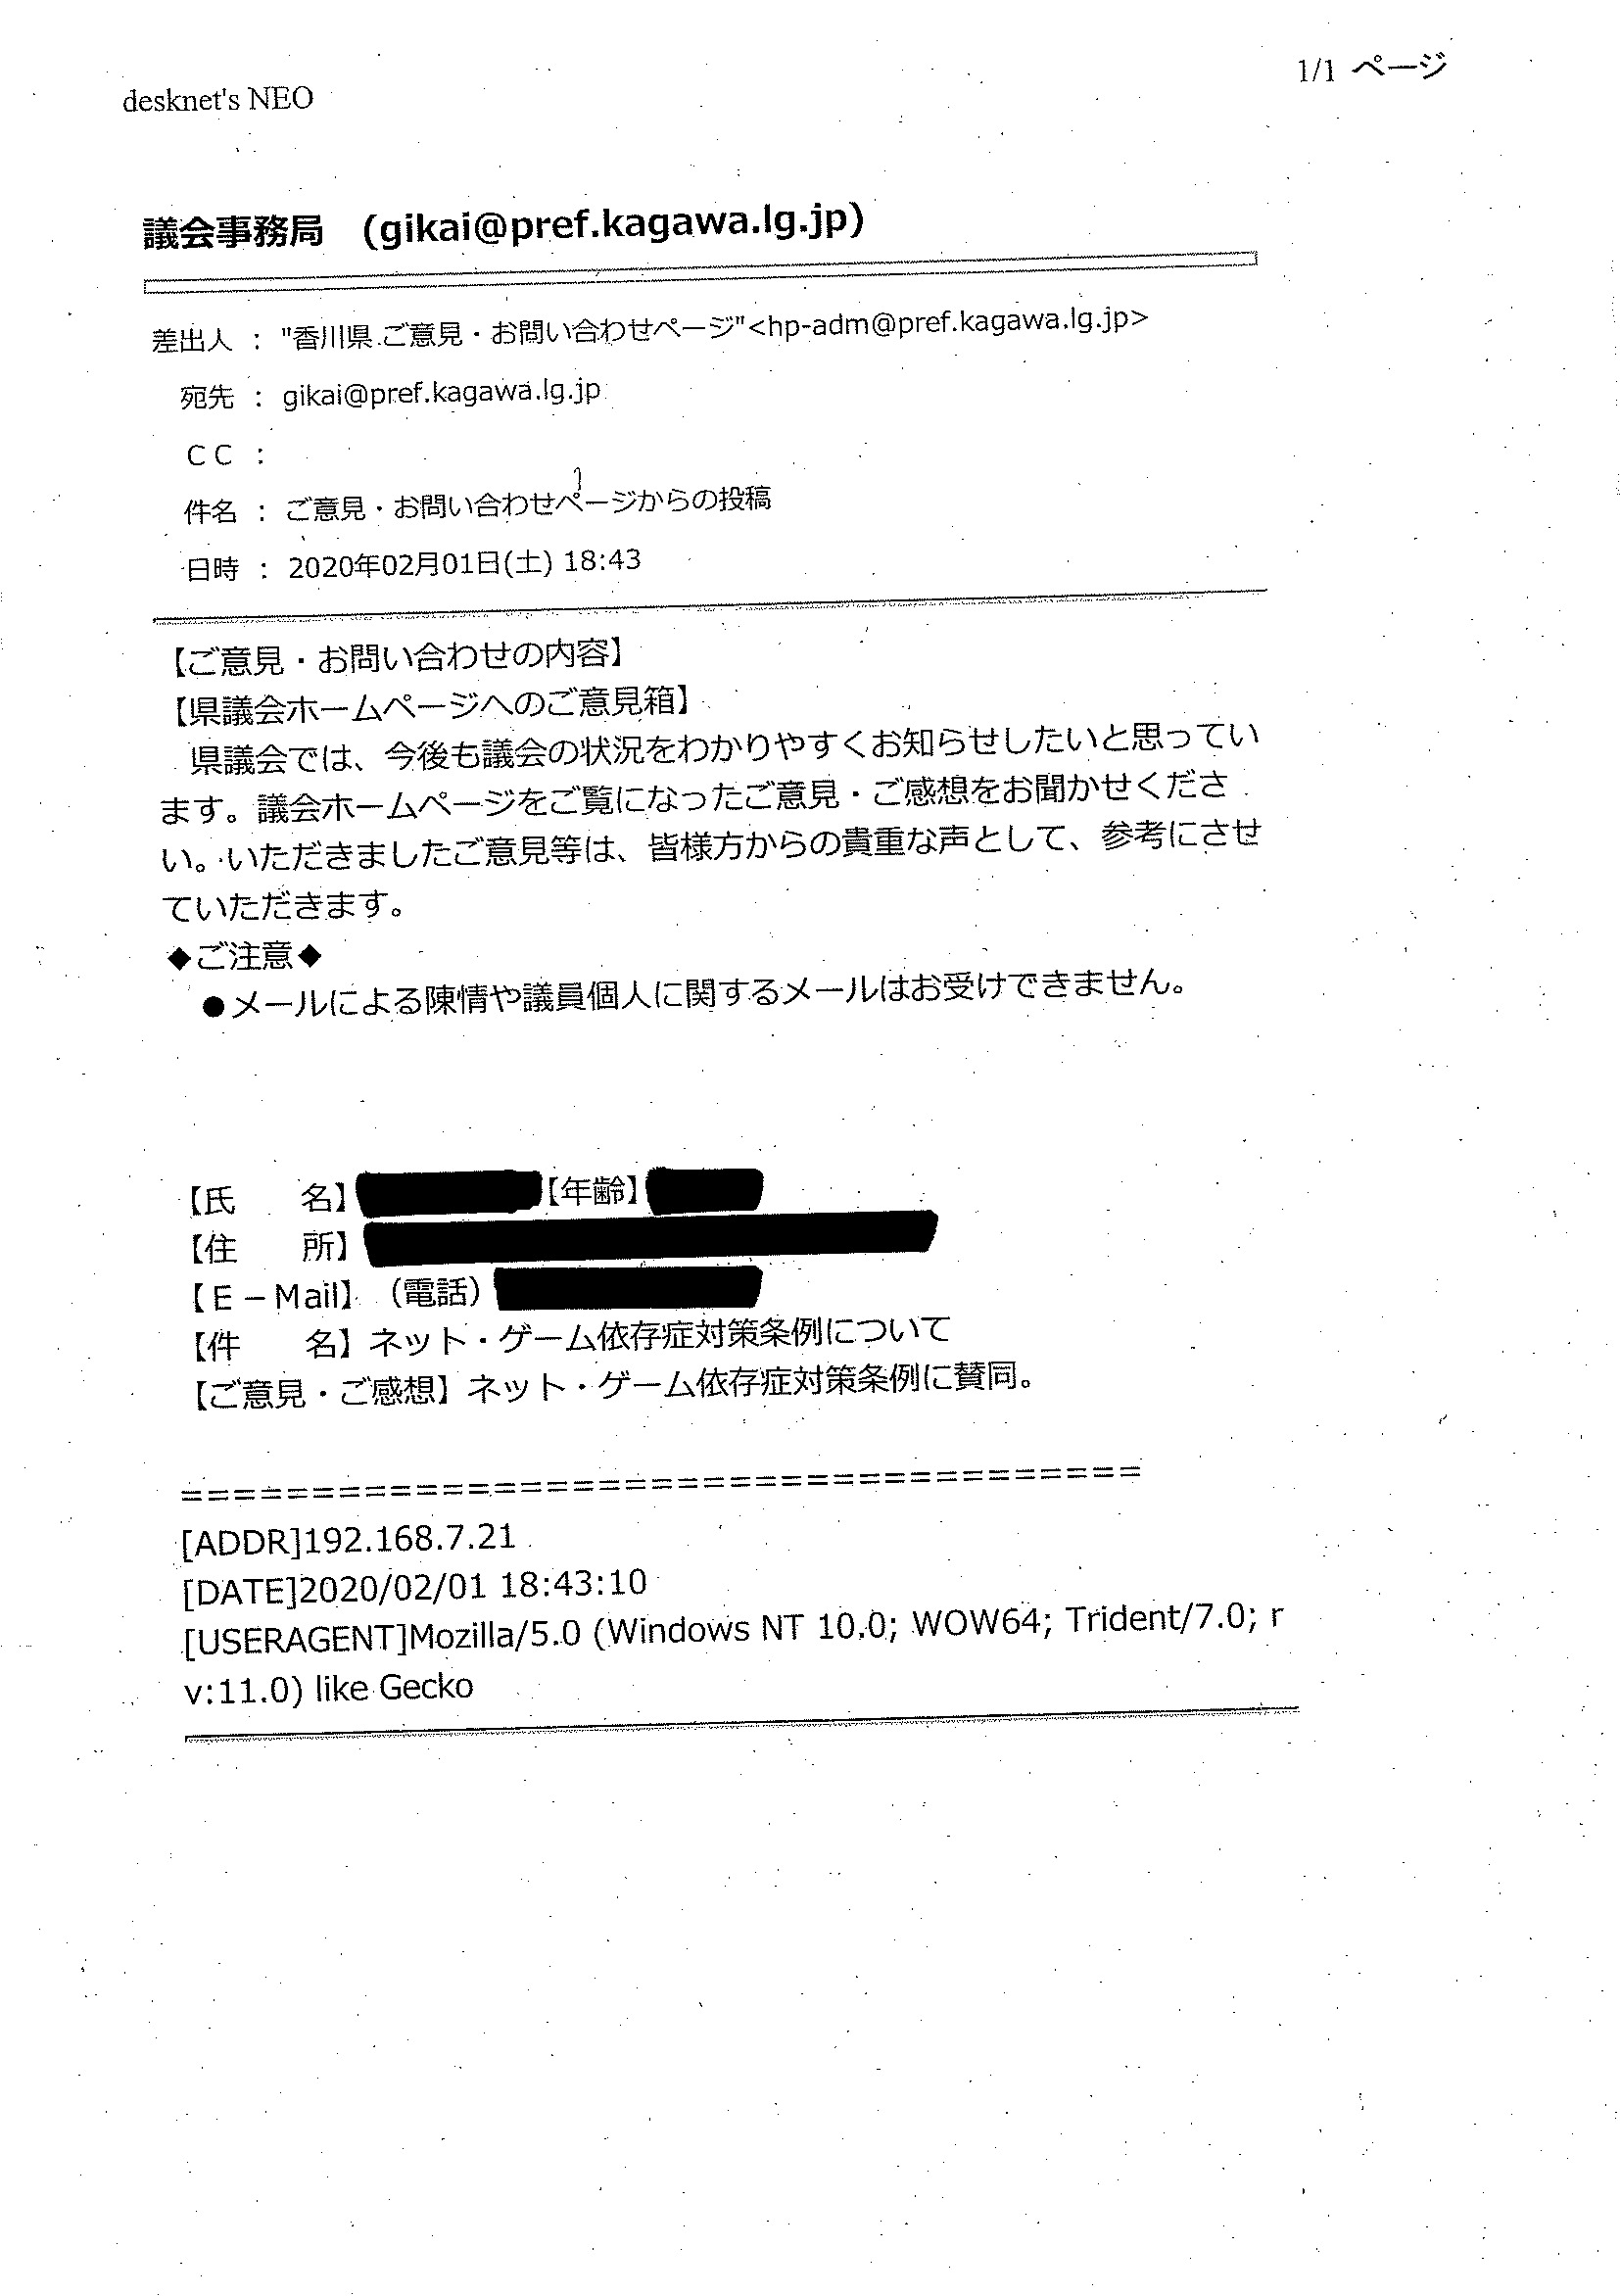 desknet's NEO
1/1 ページ
議会事務局 (gikai@pref.kagawa.lg.jp)
差出人 : "香川県 ご意見・お問い合わせページ"<hp-adm@pref.kagawa.lg.jp>
宛先 : gikai@pref.kagawa.lg.jp
CC :
件名 : ご意見・お問い合わせページからの投稿
日時 : 2020年02月01日(土) 18:43
【ご意見・お問い合わせの内容】
【県議会ホームページへのご意見箱】
県議会では、今後も議会の状況をわかりやすくお知らせしたいと思ってい
ます。議会ホームページをご覧になったご意見・ご感想をお聞かせくださ
い。いただきましたご意見等は、皆様方からの貴重な声として、参考にさせ
ていただきます。
◆ご注意◆
●メールによる陳情や議員個人に関するメールはお受けできません。
【氏　　名】 【年齢】
【住　　所】
【E－Mail】 （電話）
【件　　名】ネット・ゲーム依存症対策条例について
【ご意見・ご感想】ネット・ゲーム依存症対策条例に賛同。
=====================================
[ADDR]192.168.7.21
[DATE]2020/02/01 18:43:10
[USERAGENT]Mozilla/5.0 (Windows NT 10.0; WOW64; Trident/7.0; r
v:11.0) like Gecko